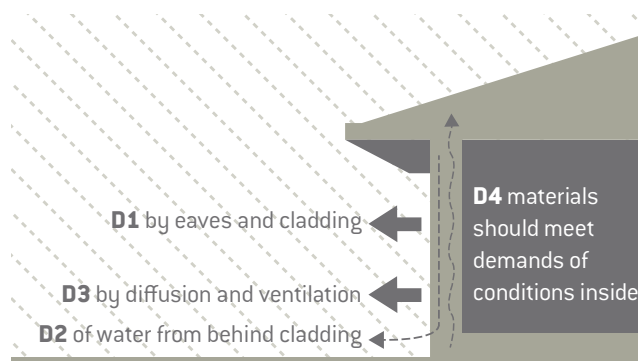 D1 by eaves and cladding
D3 by diffusion and ventilation
D2 of water from behind cladding
D4 materials
should meet
demands of
conditions inside